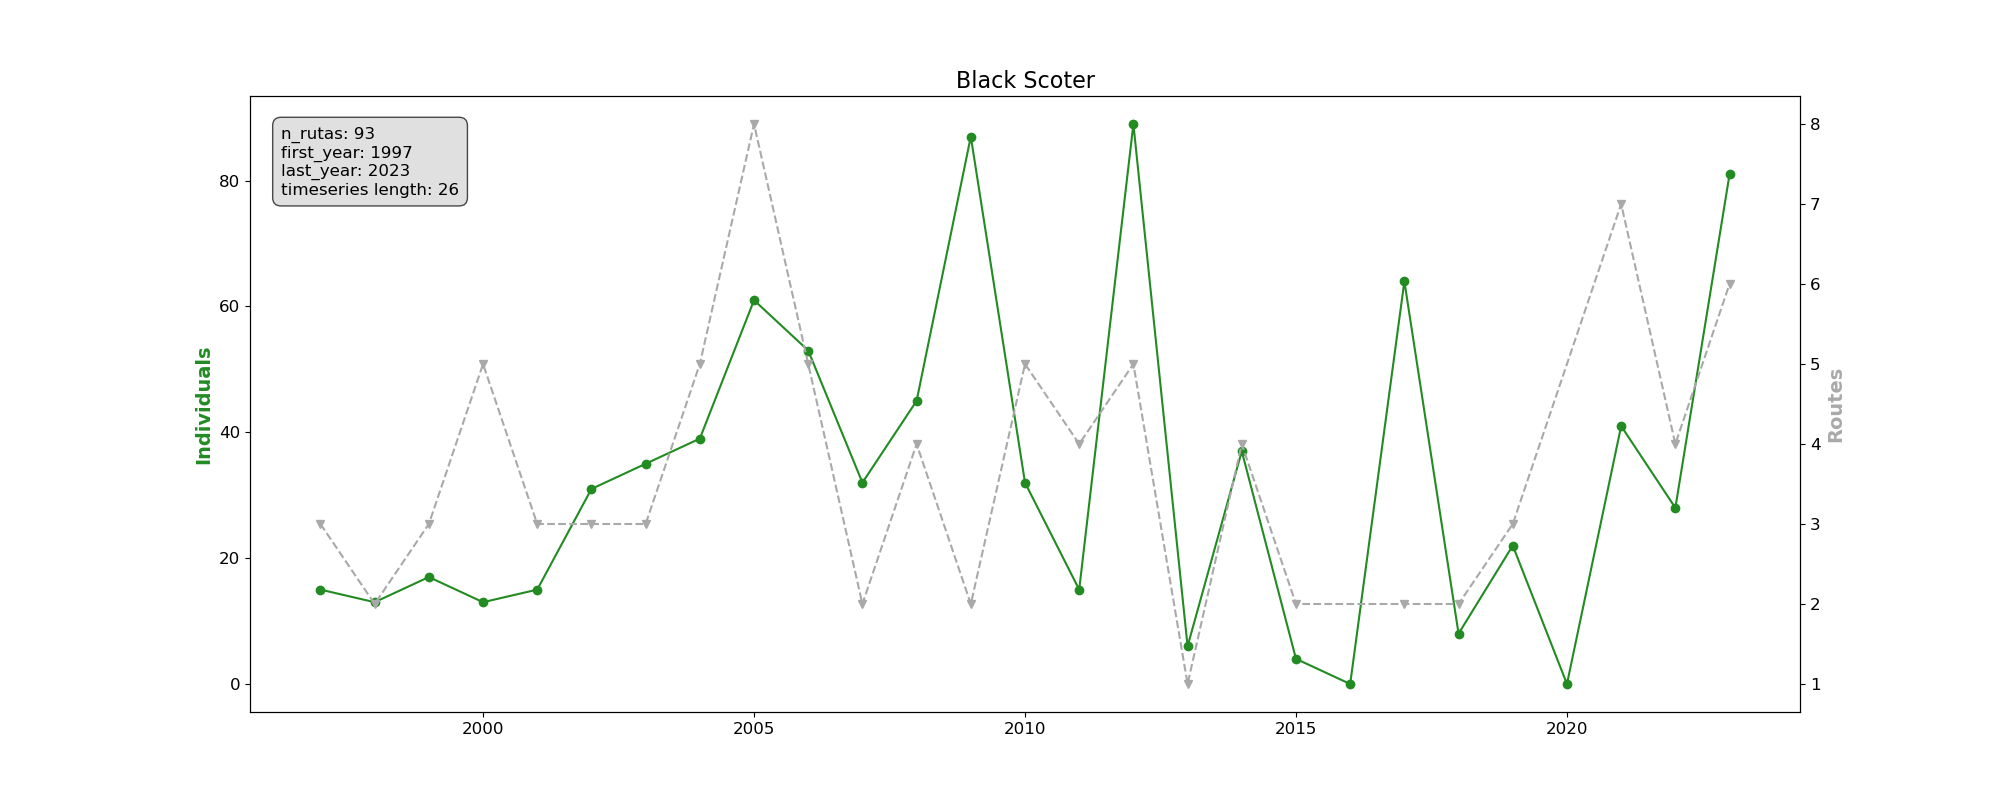 Black Scoter
n_rutas: 93
first_year: 1997
last_year: 2023
timeseries length: 26
Individuals
80
60
40
20
0
8
7
6
5
4
3
2
1
Routes
2000
2005
2010
2015
2020